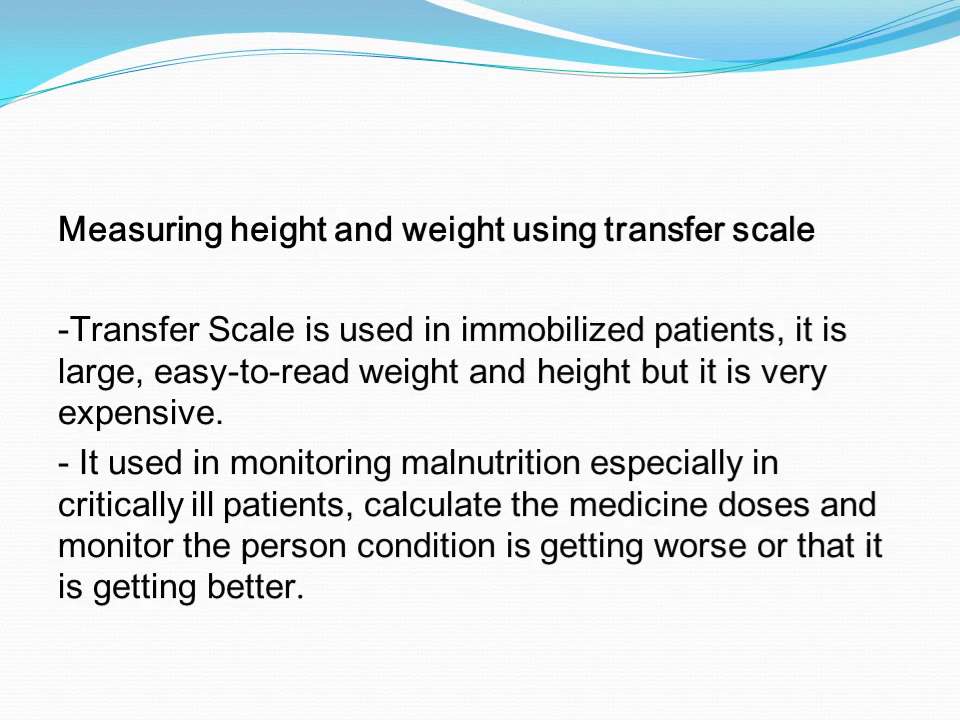 Measuring height and weight using transfer scale
-Transfer Scale is used in immobilized patients, it is
large, easy-to-read weight and height but it is very
expensive.
- It used in monitoring malnutrition especially in
critically ill patients, calculate the medicine doses and
monitor the person condition is getting worse or that it
is getting better.